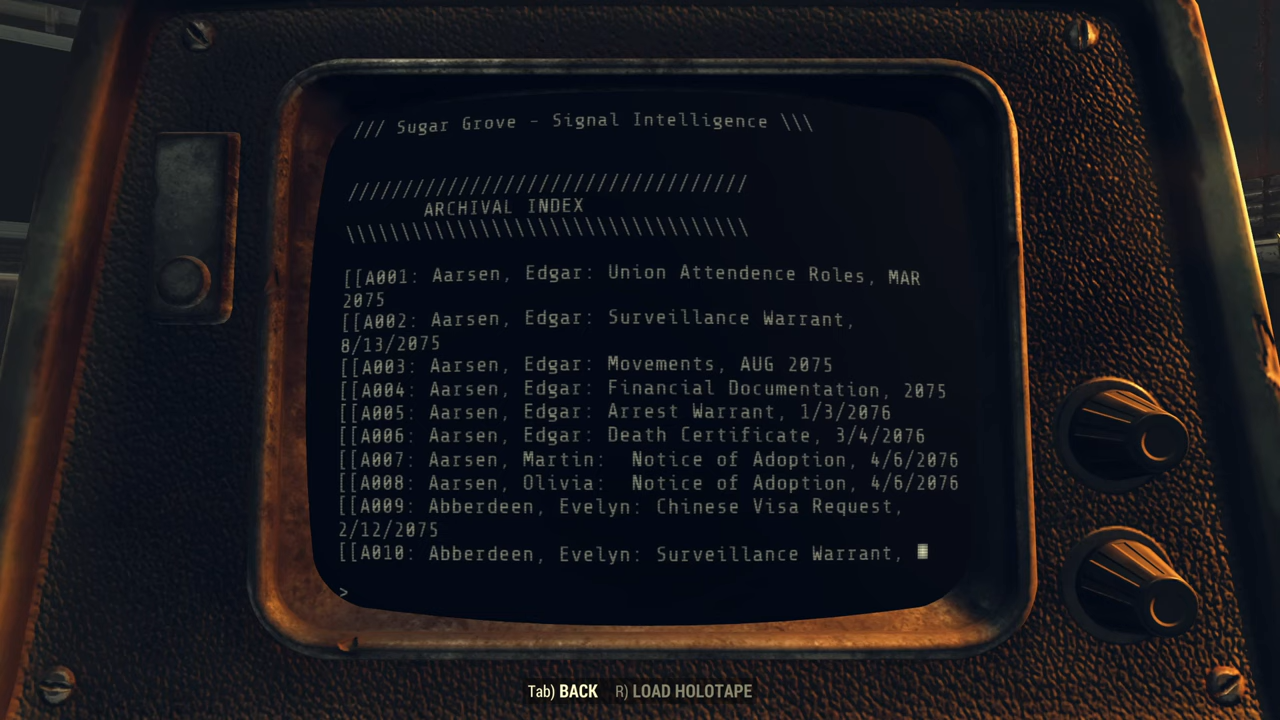 /// Sugar Grove - Signal Intelligence \\\
///////////////////////////////////
ARCHIVAL INDEX
\\\\\\\\\\\\\\\\\\\\\\\\\\\\\\\\\\\
[[A001: Aarsen, Edgar: Union Attendence Roles, MAR
2075
[[A002: Aarsen, Edgar: Surveillance Warrant,
8/13/2075
[[A003: Aarsen, Edgar: Movements, AUG 2075
[[A004: Aarsen, Edgar: Financial Documentation, 2075
[[A005: Aarsen, Edgar: Arrest Warrant, 1/3/2076
[[A006: Aarsen, Edgar: Death Certificate, 3/4/2076
[[A007: Aarsen, Martin: Notice of Adoption, 4/6/2076
[[A008: Aarsen, Olivia: Notice of Adoption, 4/6/2076
[[A009: Abberdeen, Evelyn: Chinese Visa Request,
2/12/2075
[[A010: Abberdeen, Evelyn: Surveillance Warrant,
>
Tab) BACK R) LOAD HOLOTAPE